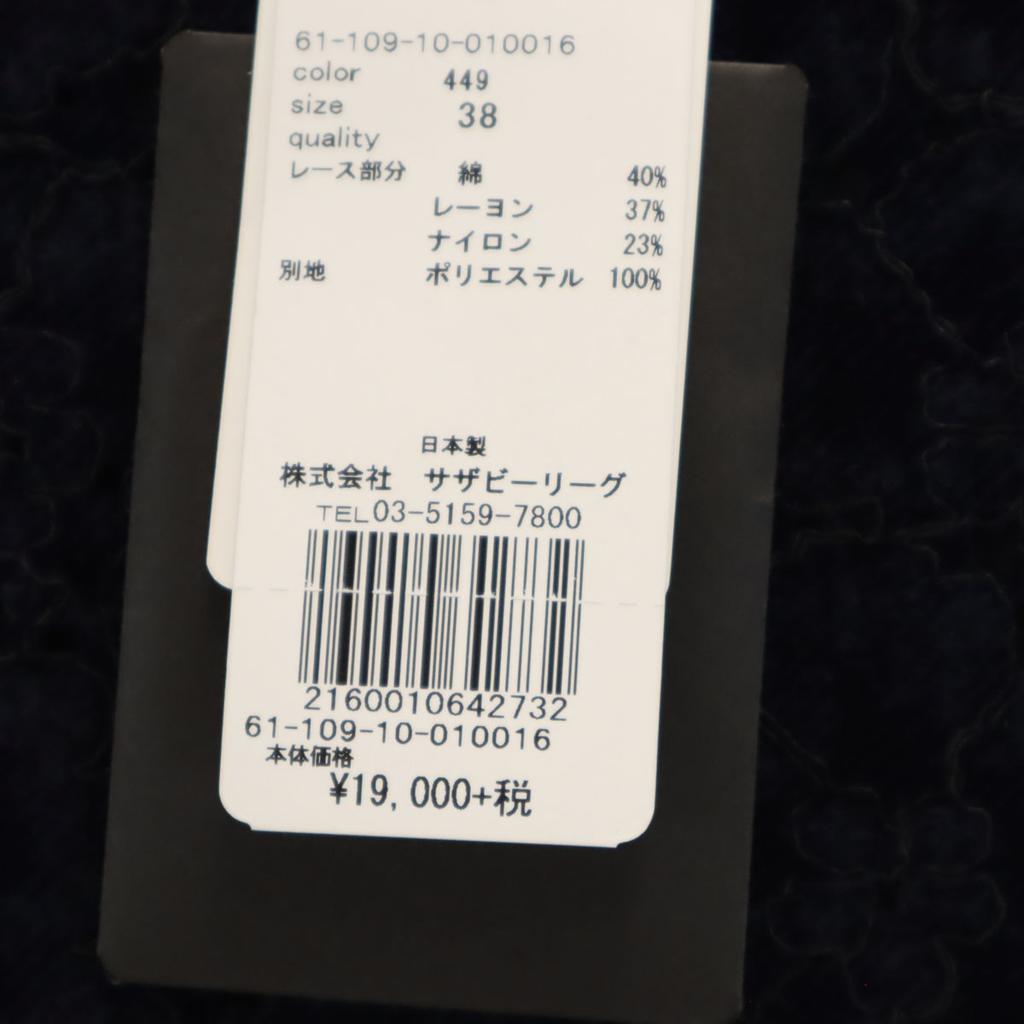 61-109-10-010016
color 449
size 38
quality
レース部分 綿 40%
レーヨン 37%
ナイロン 23%
別地 ポリエステル 100%
日本製
株式会社 サザビーリーグ
TEL03-5159-7800
2160010642732
61-109-10-010016
本体価格
¥19,000+税